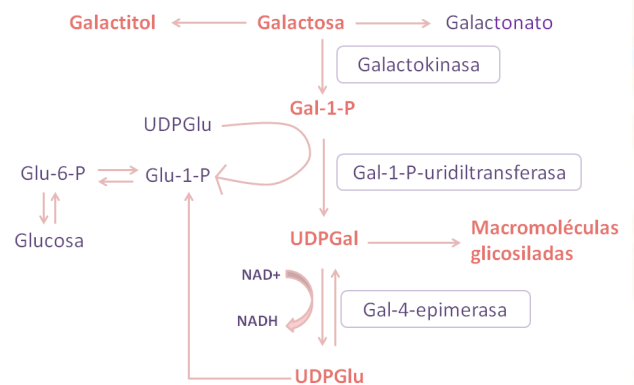 Galactitol
Galactosa
Galactonato
Galactokinasa
Gal-1-P
UDPGlu
Glu-6-P
Glu-1-P
Gal-1-P-uridiltransferasa
Glucosa
UDPGal
Macromoléculas
glicosiladas
NAD+
NADH
Gal-4-epimerasa
UDPGlu